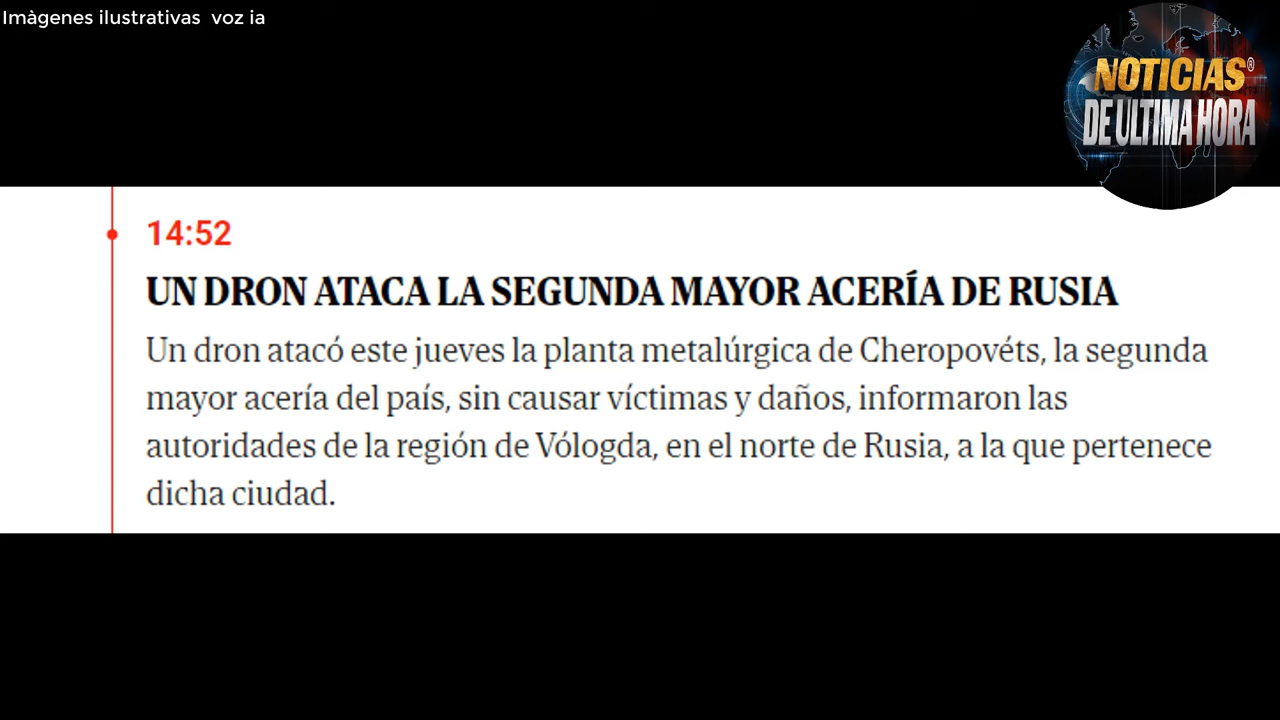 Imàgenes ilustrativas voz ia
NOTICIAS®
DE ULTIMA HORA
14:52
UN DRON ATACA LA SEGUNDA MAYOR ACERÍA DE RUSIA
Un dron atacó este jueves la planta metalúrgica de Cheropovéts, la segunda
mayor acería del país, sin causar víctimas y daños, informaron las
autoridades de la región de Vólogda, en el norte de Rusia, a la que pertenece
dicha ciudad.